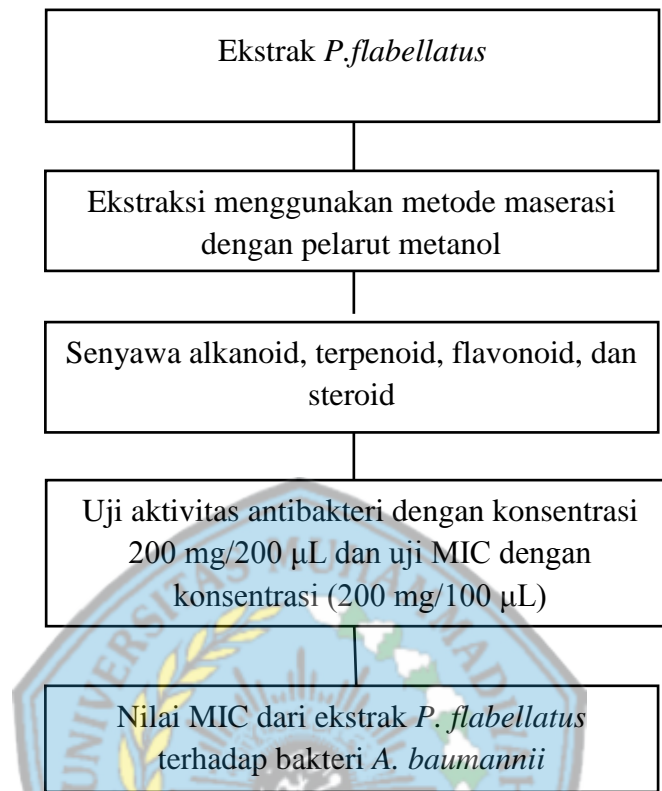 Ekstrak P.flabellatus
Ekstraksi menggunakan metode maserasi
dengan pelarut metanol
Senyawa alkanoid, terpenoid, flavonoid, dan
steroid
Uji aktivitas antibakteri dengan konsentrasi
200 mg/200 μL dan uji MIC dengan
konsentrasi (200 mg/100 μL)
Nilai MIC dari ekstrak P. flabellatus
terhadap bakteri A. baumannii
UNIVERSITAS MUHAMMADIYAH